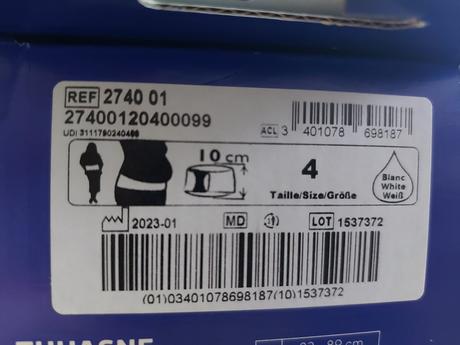 REF 2740 01
27400120400099
UDI 3111790240466
ACL 3 401078 698187
10 cm
4
Taille/Size/Größe
Blanc
White
Weiß
2023-01
MD
LOT 1537372
(01)03401078698187(10)1537372
THUASNE